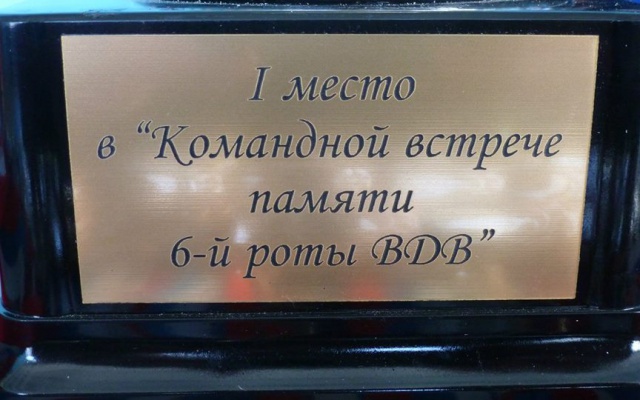 I место
в “Командной встрече
памяти
6-й роты ВДВ”